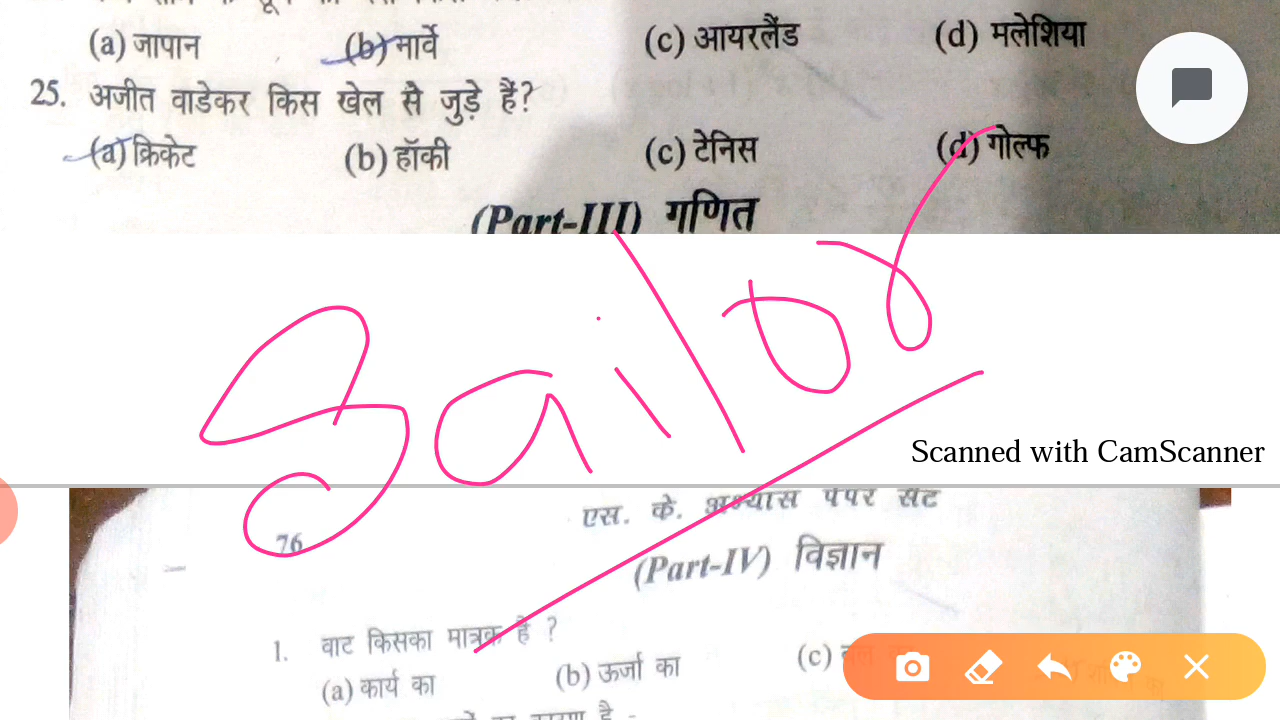 (a) जापान (b) नार्वे (c) आयरलैंड (d) मलेशिया
25. अजीत वाडेकर किस खेल से जुड़े हैं?
(a) क्रिकेट (b) हॉकी (c) टेनिस (d) गोल्फ
(Part-III) गणित
Sailor
Scanned with CamScanner
एस. के. अभ्यास पेपर सेट
76
(Part-IV) विज्ञान
1. वाट किसका मात्रक है ?
(a) कार्य का (b) ऊर्जा का (c)